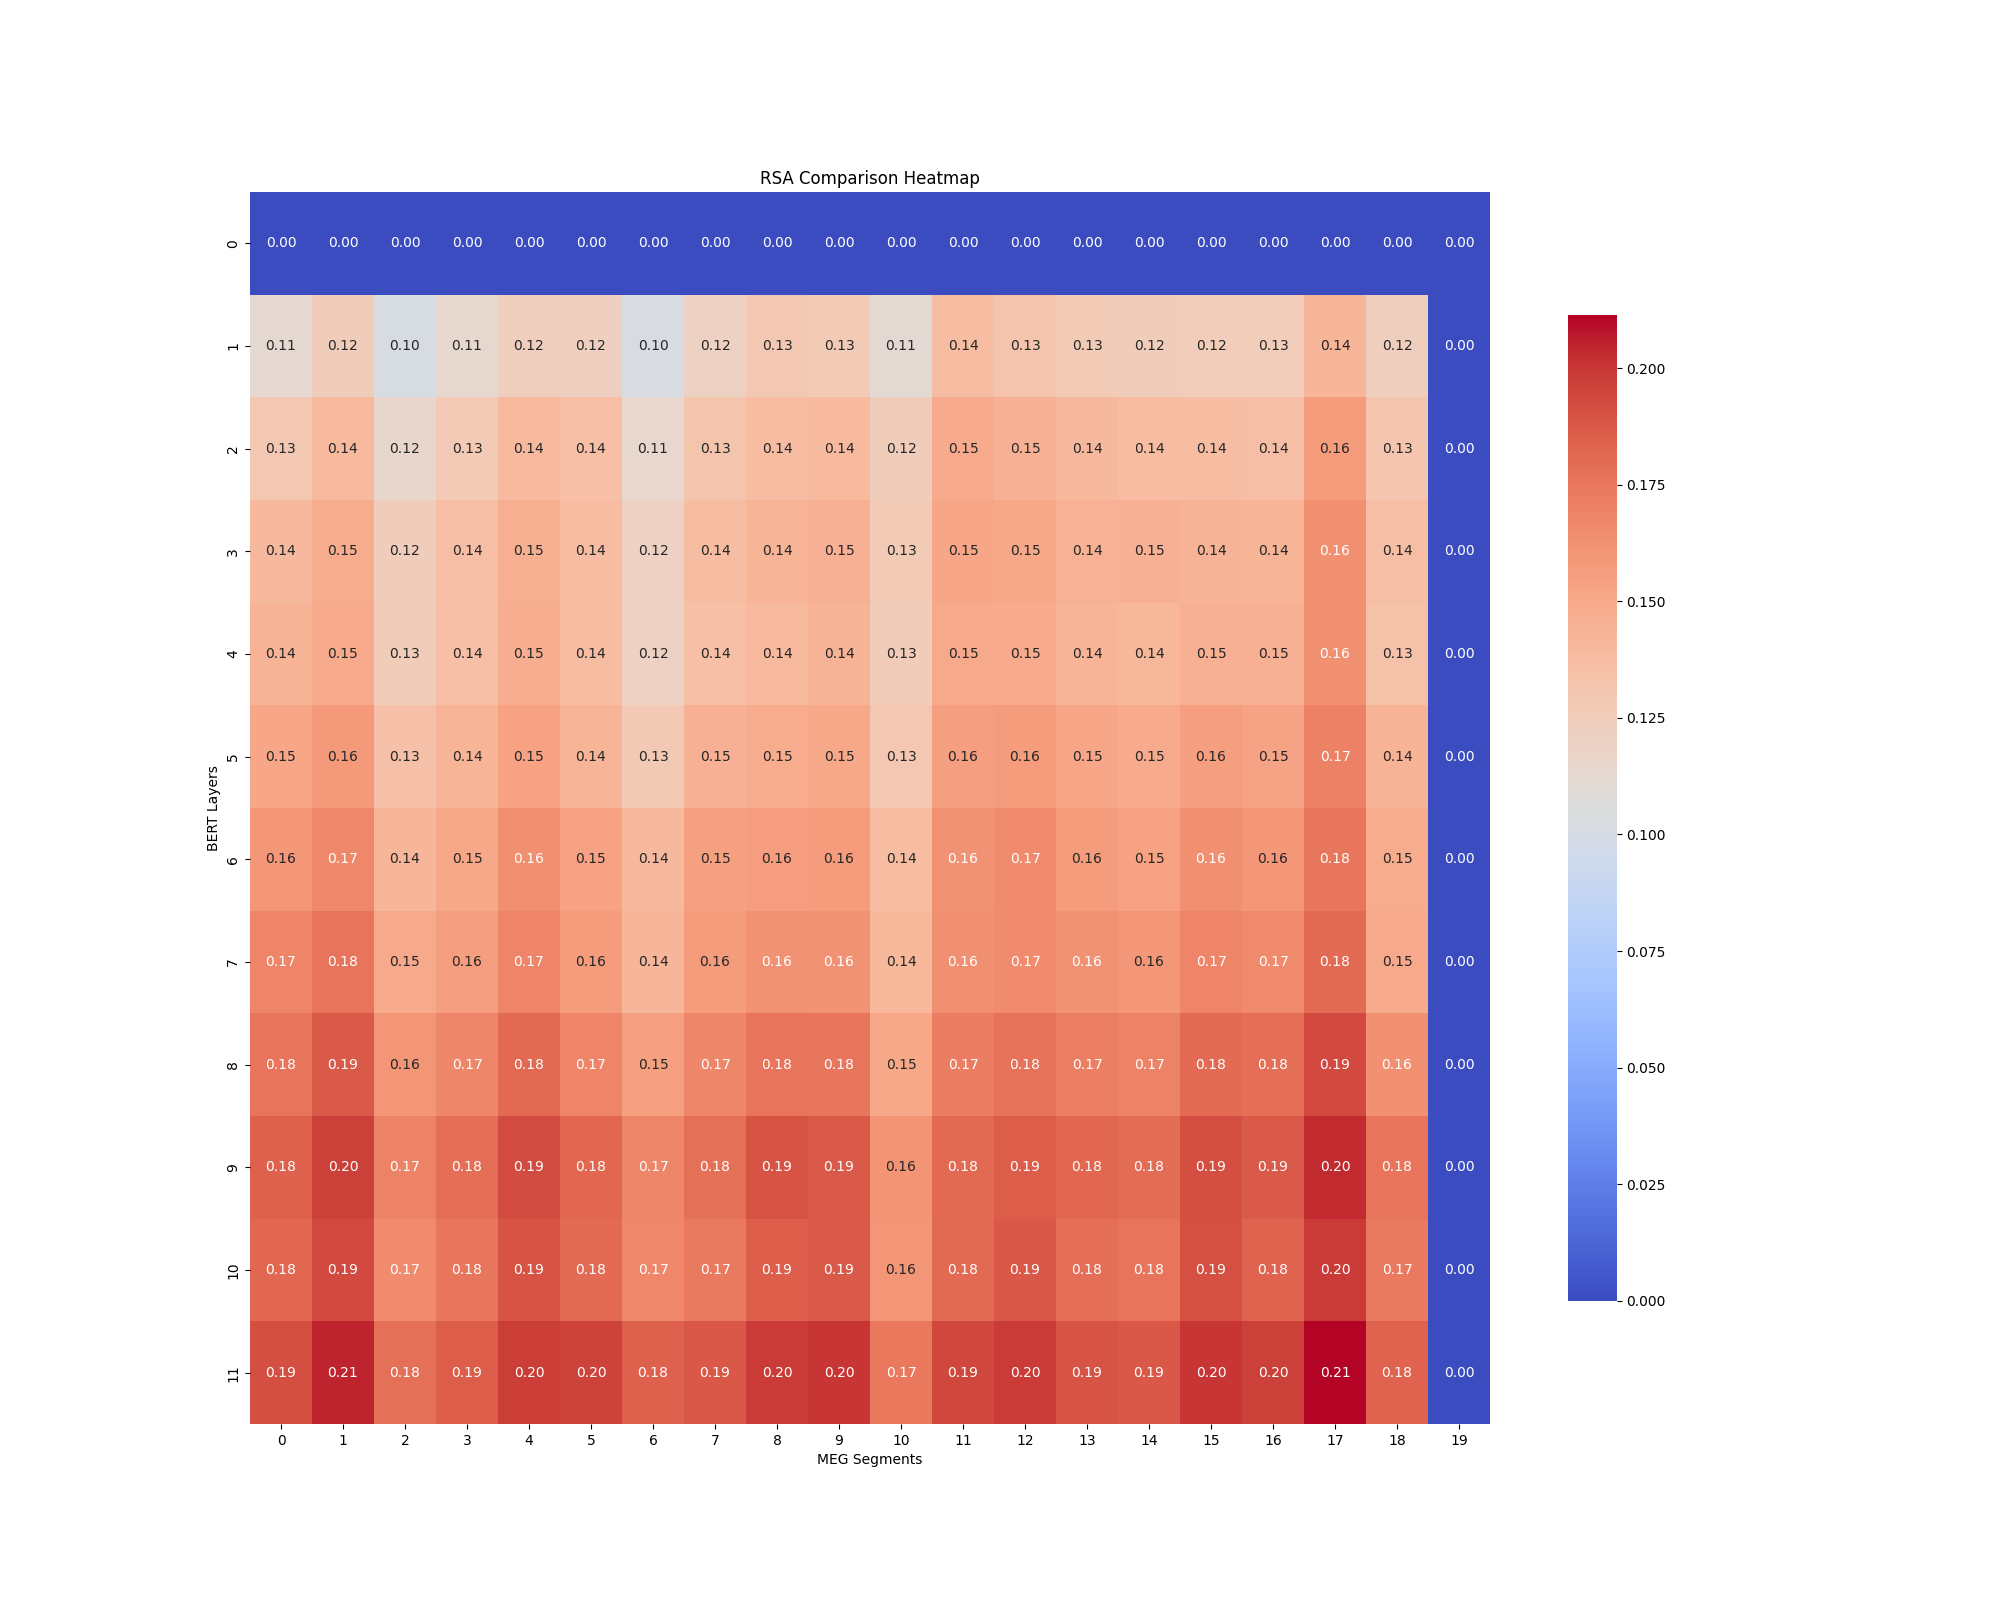 RSA Comparison Heatmap
0 0.00 0.00 0.00 0.00 0.00 0.00 0.00 0.00 0.00 0.00 0.00 0.00 0.00 0.00 0.00 0.00 0.00 0.00 0.00 0.00
1 0.11 0.12 0.10 0.11 0.12 0.12 0.10 0.12 0.13 0.13 0.11 0.14 0.13 0.13 0.12 0.12 0.13 0.14 0.12 0.00
2 0.13 0.14 0.12 0.13 0.14 0.14 0.11 0.13 0.14 0.14 0.12 0.15 0.15 0.14 0.14 0.14 0.14 0.16 0.13 0.00
3 0.14 0.15 0.12 0.14 0.15 0.14 0.12 0.14 0.14 0.15 0.13 0.15 0.15 0.14 0.15 0.14 0.14 0.16 0.14 0.00
4 0.14 0.15 0.13 0.14 0.15 0.14 0.12 0.14 0.14 0.14 0.13 0.15 0.15 0.14 0.14 0.15 0.15 0.16 0.13 0.00
5 0.15 0.16 0.13 0.14 0.15 0.14 0.13 0.15 0.15 0.15 0.13 0.16 0.16 0.15 0.15 0.16 0.15 0.17 0.14 0.00
6 0.16 0.17 0.14 0.15 0.16 0.15 0.14 0.15 0.16 0.16 0.14 0.16 0.17 0.16 0.15 0.16 0.16 0.18 0.15 0.00
7 0.17 0.18 0.15 0.16 0.17 0.16 0.14 0.16 0.16 0.16 0.14 0.16 0.17 0.16 0.16 0.17 0.17 0.18 0.15 0.00
8 0.18 0.19 0.16 0.17 0.18 0.17 0.15 0.17 0.18 0.18 0.15 0.17 0.18 0.17 0.17 0.18 0.18 0.19 0.16 0.00
9 0.18 0.20 0.17 0.18 0.19 0.18 0.17 0.18 0.19 0.19 0.16 0.18 0.19 0.18 0.18 0.19 0.19 0.20 0.18 0.00
10 0.18 0.19 0.17 0.18 0.19 0.18 0.17 0.17 0.19 0.19 0.16 0.18 0.19 0.18 0.18 0.19 0.18 0.20 0.17 0.00
11 0.19 0.21 0.18 0.19 0.20 0.20 0.18 0.19 0.20 0.20 0.17 0.19 0.20 0.19 0.19 0.20 0.20 0.21 0.18 0.00
0 1 2 3 4 5 6 7 8 9 10 11 12 13 14 15 16 17 18 19
MEG Segments
BERT Layers
0.200
0.175
0.150
0.125
0.100
0.075
0.050
0.025
0.000